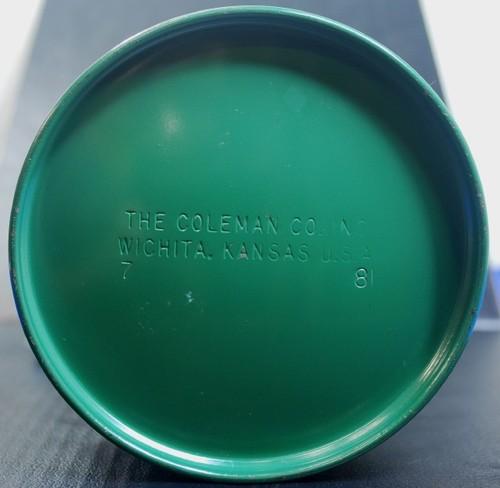 THE COLEMAN CO. INC.
WICHITA, KANSAS U.S.A
7 81